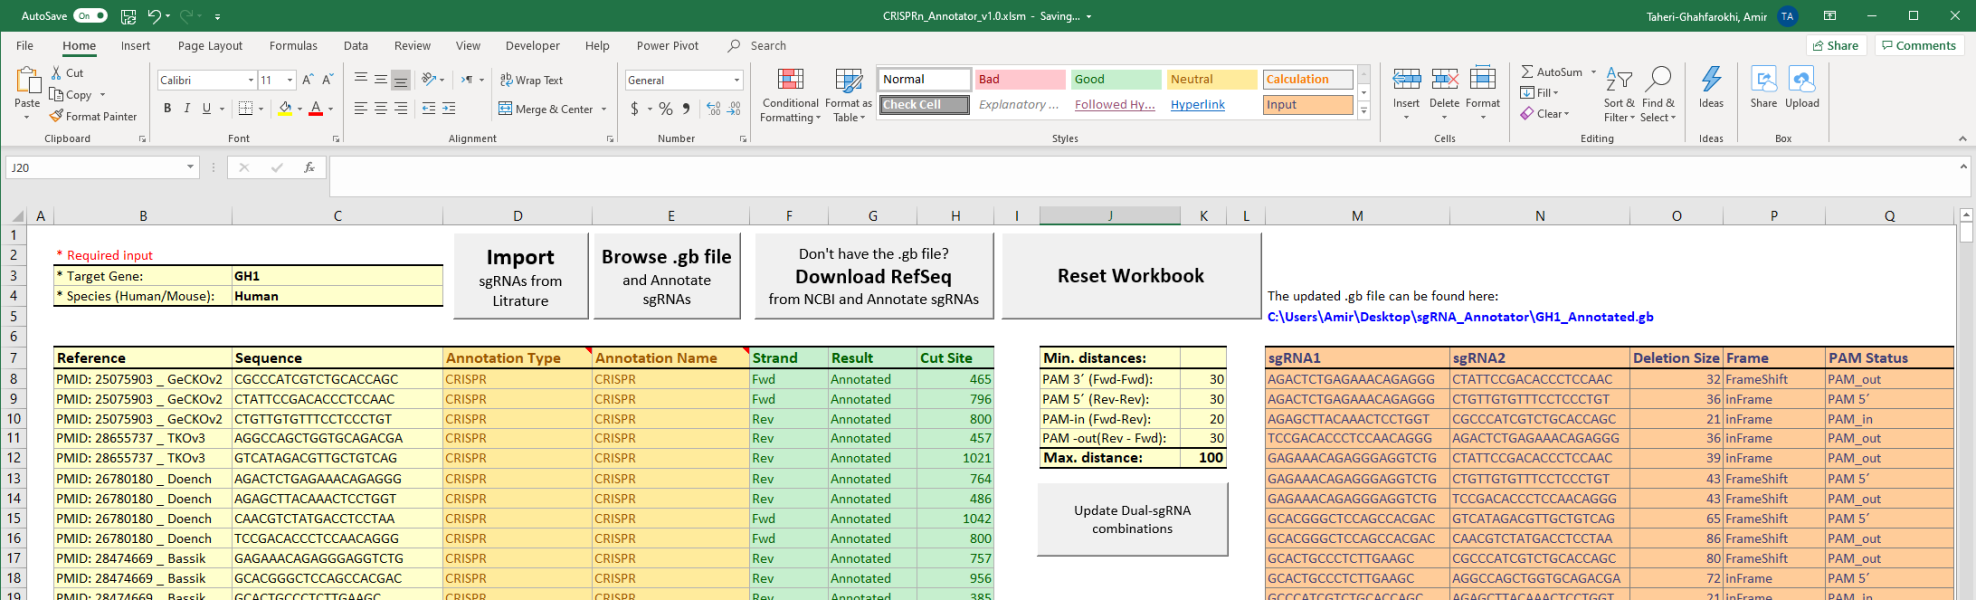 AutoSave On CRISPRn_Annotator_v1.0.xlsm - Saving... Taheri-Ghahfarokhi, Amir TA
File Home Insert Page Layout Formulas Data Review View Developer Help Power Pivot Search Share Comments
Paste Cut Copy Format Painter Clipboard
Calibri 11 B I U A Font
Wrap Text Merge & Center Alignment
General $ % Number
Conditional Formatting Format as Table
Normal Bad Good Neutral Calculation
Check Cell Explanatory ... Followed Hy... Hyperlink Input
Styles
Insert Delete Format Cells
AutoSum Fill Clear Sort & Filter Find & Select Editing
Ideas Ideas
Share Upload Box
J20 fx
A B C D E F G H I J K L M N O P Q
1
2 * Required input
3 * Target Gene: GH1
4 * Species (Human/Mouse): Human
Import
sgRNAs from
Litrature
Browse .gb file
and Annotate
sgRNAs
Don't have the .gb file?
Download RefSeq
from NCBI and Annotate sgRNAs
Reset Workbook
The updated .gb file can be found here:
5 C:\Users\Amir\Desktop\sgRNA_Annotator\GH1_Annotated.gb
6
7 Reference Sequence Annotation Type Annotation Name Strand Result Cut Site Min. distances: sgRNA1 sgRNA2 Deletion Size Frame PAM Status
8 PMID: 25075903 _ GeCKOv2 CGCCCATCGTCTGCACCAGC CRISPR CRISPR Fwd Annotated 465 PAM 3´ (Fwd-Fwd): 30 AGACTCTGAGAAACAGAGGG CTATTCCGACACCCTCCAAC 32 FrameShift PAM_out
9 PMID: 25075903 _ GeCKOv2 CTATTCCGACACCCTCCAAC CRISPR CRISPR Fwd Annotated 796 PAM 5´ (Rev-Rev): 30 AGACTCTGAGAAACAGAGGG CTGTTGTGTTTCCTCCCTGT 36 inFrame PAM 5´
10 PMID: 25075903 _ GeCKOv2 CTGTTGTGTTTCCTCCCTGT CRISPR CRISPR Rev Annotated 800 PAM-in (Fwd-Rev): 20 AGAGCTTACAAACTCCTGGT CGCCCATCGTCTGCACCAGC 21 inFrame PAM_in
11 PMID: 28655737 _ TKOv3 AGGCCAGCTGGTGCAGACGA CRISPR CRISPR Rev Annotated 457 PAM -out(Rev - Fwd): 30 TCCGACACCCTCCAACAGGG AGACTCTGAGAAACAGAGGG 36 inFrame PAM_out
12 PMID: 28655737 _ TKOv3 GTCATAGACGTTGCTGTCAG CRISPR CRISPR Rev Annotated 1021 Max. distance: 100 GAGAAACAGAGGGAGGTCTG CTATTCCGACACCCTCCAAC 39 inFrame PAM_out
13 PMID: 26780180 _ Doench AGACTCTGAGAAACAGAGGG CRISPR CRISPR Rev Annotated 764 GAGAAACAGAGGGAGGTCTG CTGTTGTGTTTCCTCCCTGT 43 FrameShift PAM 5´
14 PMID: 26780180 _ Doench AGAGCTTACAAACTCCTGGT CRISPR CRISPR Rev Annotated 486 GAGAAACAGAGGGAGGTCTG TCCGACACCCTCCAACAGGG 43 FrameShift PAM_out
15 PMID: 26780180 _ Doench CAACGTCTATGACCTCCTAA CRISPR CRISPR Fwd Annotated 1042 GCACGGGCTCCAGCCACGAC GTCATAGACGTTGCTGTCAG 65 FrameShift PAM 5´
16 PMID: 26780180 _ Doench TCCGACACCCTCCAACAGGG CRISPR CRISPR Fwd Annotated 800 GCACGGGCTCCAGCCACGAC CAACGTCTATGACCTCCTAA 86 FrameShift PAM_out
17 PMID: 28474669 _ Bassik GAGAAACAGAGGGAGGTCTG CRISPR CRISPR Rev Annotated 757 GCACTGCCCTCTTGAAGC CGCCCATCGTCTGCACCAGC 80 FrameShift PAM_out
18 PMID: 28474669 _ Bassik GCACGGGCTCCAGCCACGAC CRISPR CRISPR Rev Annotated 956 GCACTGCCCTCTTGAAGC AGGCCAGCTGGTGCAGACGA 72 inFrame PAM 5´
19 PMID: 28474669 _ Bassik GCACTGCCCTCTTGAAGC CRISPR CRISPR Rev Annotated 385 GCCCATCGTCTGCACCAGC AGAGCTTACAAACTCCTGGT 21 inFrame PAM_in
Update Dual-sgRNA
combinations